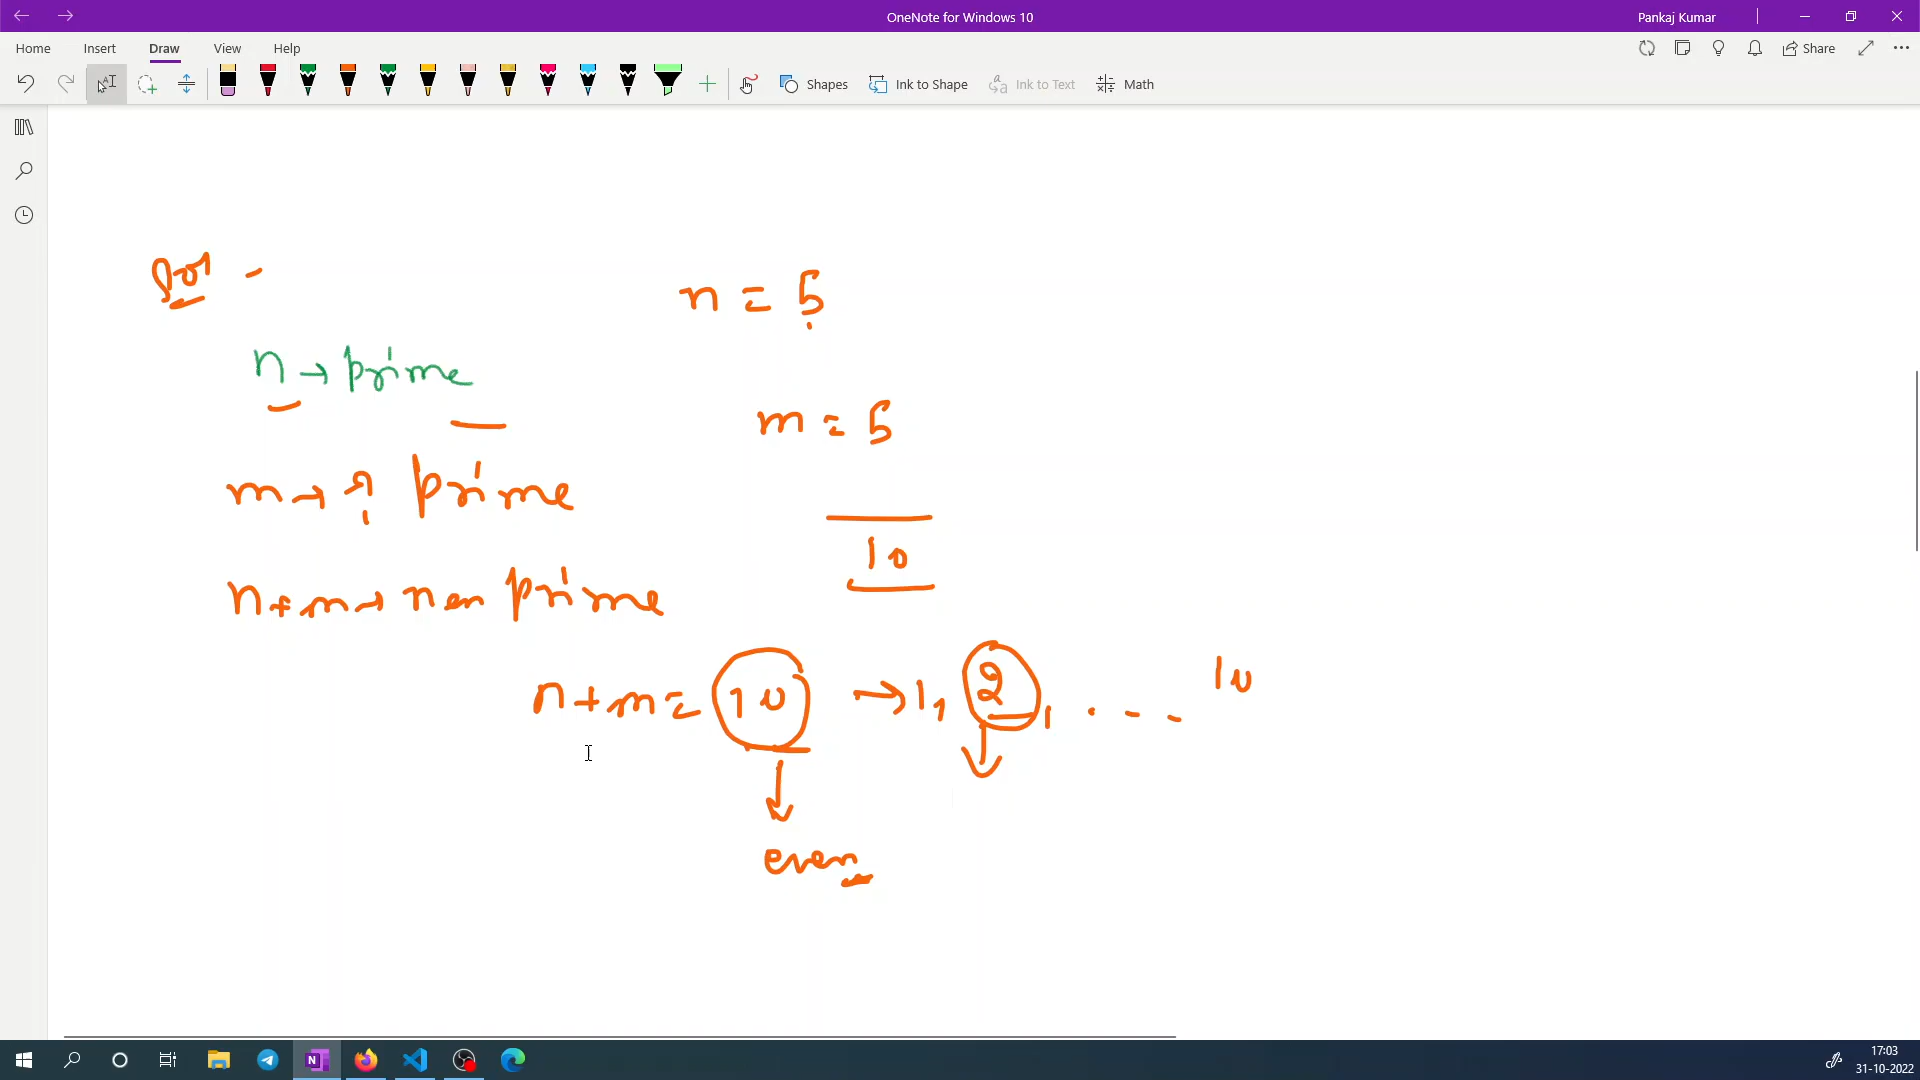 OneNote for Windows 10
Pankaj Kumar
Home Insert Draw View Help
Share
Shapes Ink to Shape Ink to Text Math
Sol -
n = 5
n → prime
m = 5
m → ? prime
10
n+m → non prime
n+m = 10 → 1, 2, . - - 10
even
17:03
31-10-2022